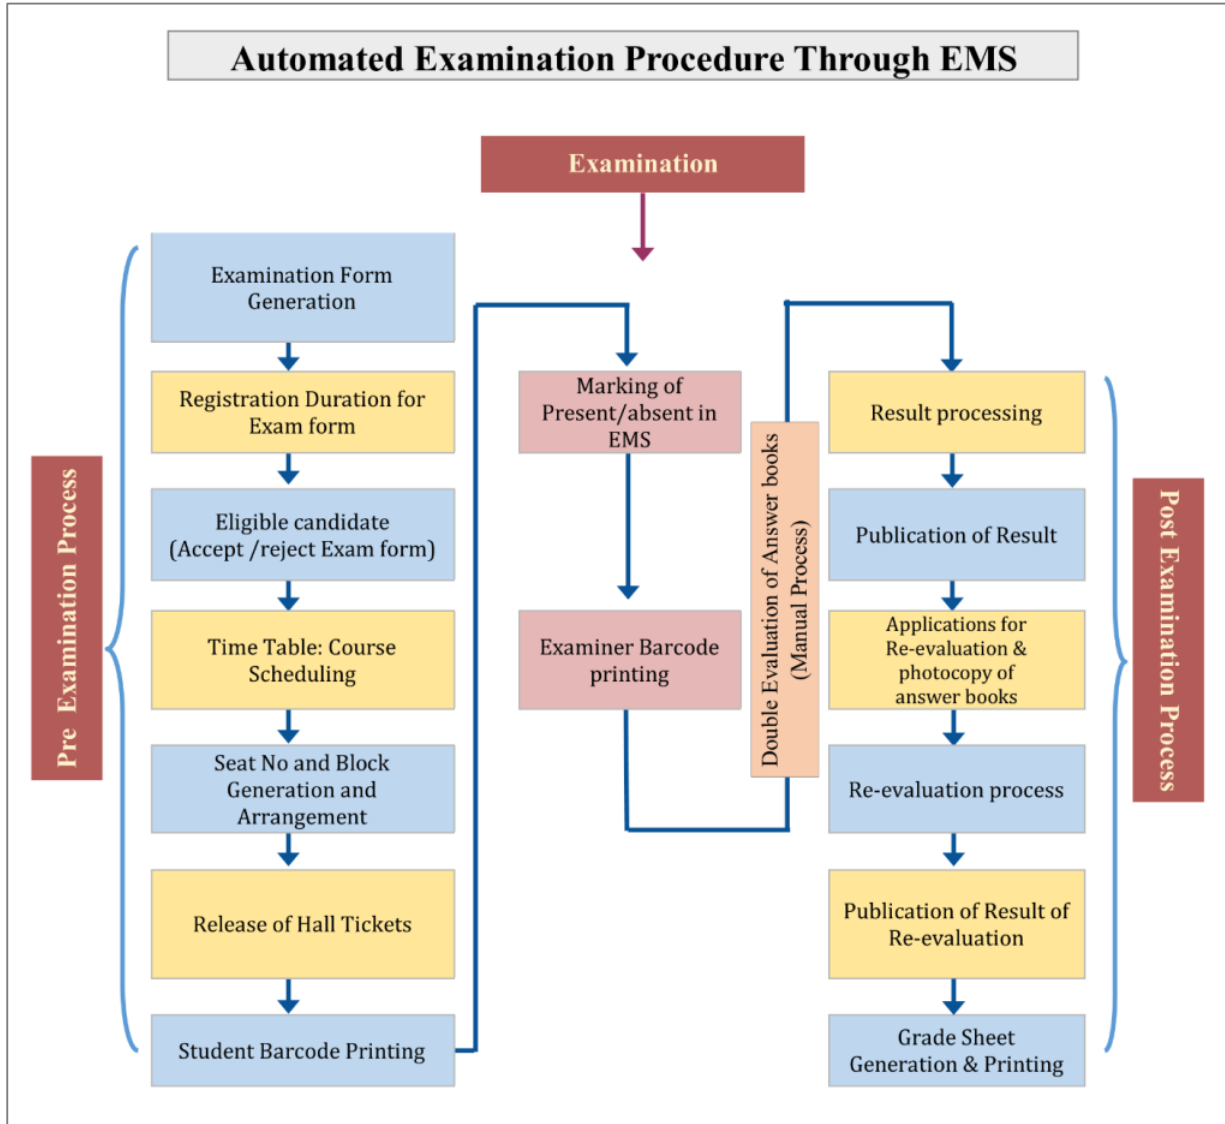 Automated Examination Procedure Through EMS
Examination
Pre Examination Process
Examination Form
Generation
Registration Duration for
Exam form
Eligible candidate
(Accept /reject Exam form)
Time Table: Course
Scheduling
Seat No and Block
Generation and
Arrangement
Release of Hall Tickets
Student Barcode Printing
Marking of
Present/absent in
EMS
Examiner Barcode
printing
Double Evaluation of Answer books
(Manual Process)
Result processing
Publication of Result
Applications for
Re-evaluation &
photocopy of
answer books
Re-evaluation process
Publication of Result of
Re-evaluation
Grade Sheet
Generation & Printing
Post Examination Process